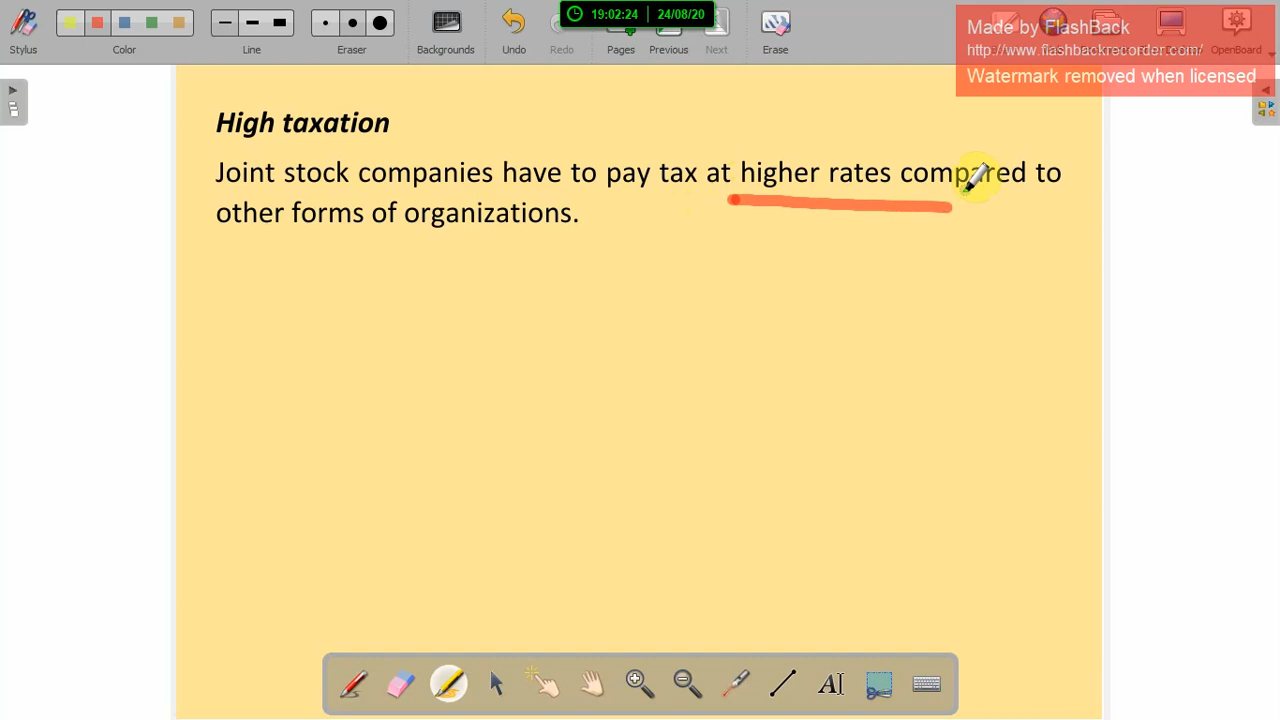 19:02:24 | 24/08/20
Made by FlashBack
http://www.flashbackrecorder.com/
Watermark removed when licensed
Stylus
Color
Line
Eraser
Backgrounds
Undo
Redo
Pages
Previous
Next
Erase
OpenBoard
High taxation
Joint stock companies have to pay tax at higher rates compared to
other forms of organizations.
AI